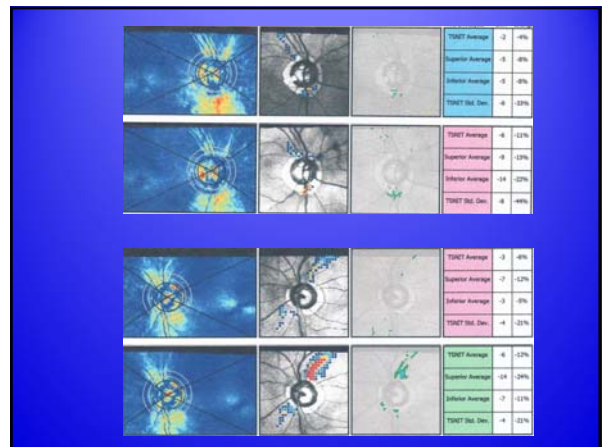 TSNIT Average -2 -4%
Superior Average -5 -8%
Inferior Average -5 -8%
TSNIT Std. Dev. -6 -33%
TSNIT Average -6 -11%
Superior Average -9 -15%
Inferior Average -14 -22%
TSNIT Std. Dev. -8 -44%
TSNIT Average -3 -6%
Superior Average -7 -12%
Inferior Average -3 -5%
TSNIT Std. Dev. -4 -21%
TSNIT Average -6 -12%
Superior Average -14 -24%
Inferior Average -7 -11%
TSNIT Std. Dev. -4 -21%